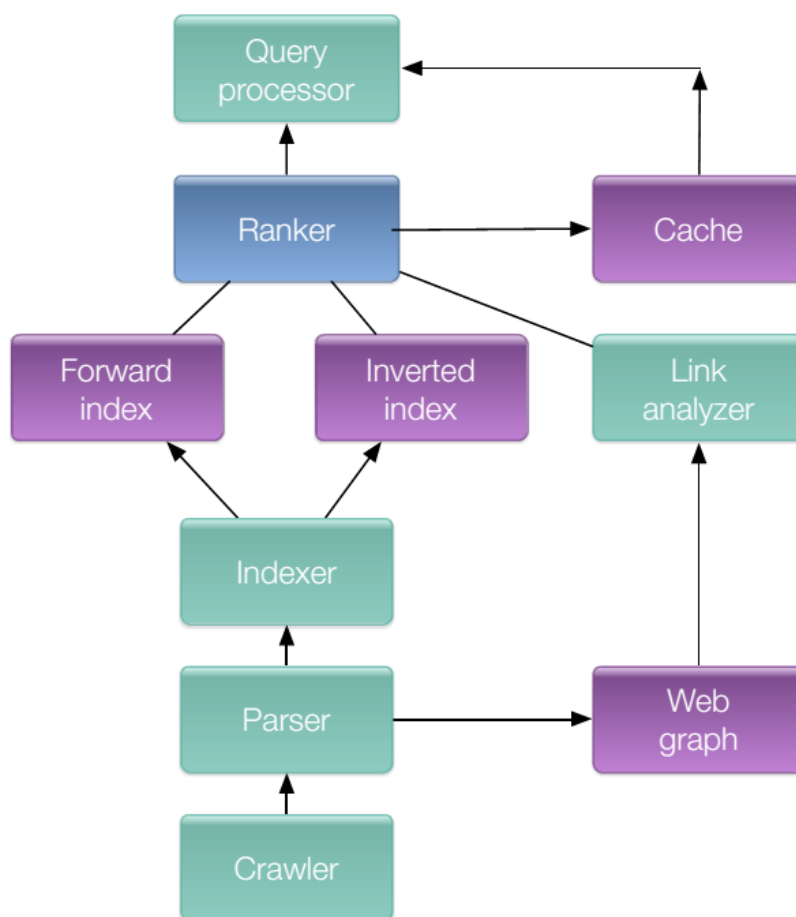 Query
processor
Ranker
Cache
Forward
index
Inverted
index
Link
analyzer
Indexer
Parser
Web
graph
Crawler